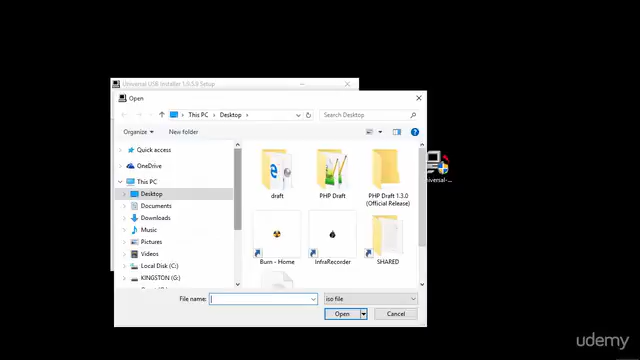 Universal USB Installer 1.9.5.6 Setup
Open
This PC > Desktop >
Search Desktop
Organize
New folder
Quick access
OneDrive
This PC
Desktop
Documents
Downloads
Music
Pictures
Videos
Local Disk (C:)
KINGSTON (G:)
draft
PHP Draft
PHP Draft 1.3.0
(Official Release)
Burn - Home
InfraRecorder
SHARED
niversal-...
File name:
iso file
Open
Cancel
udemy